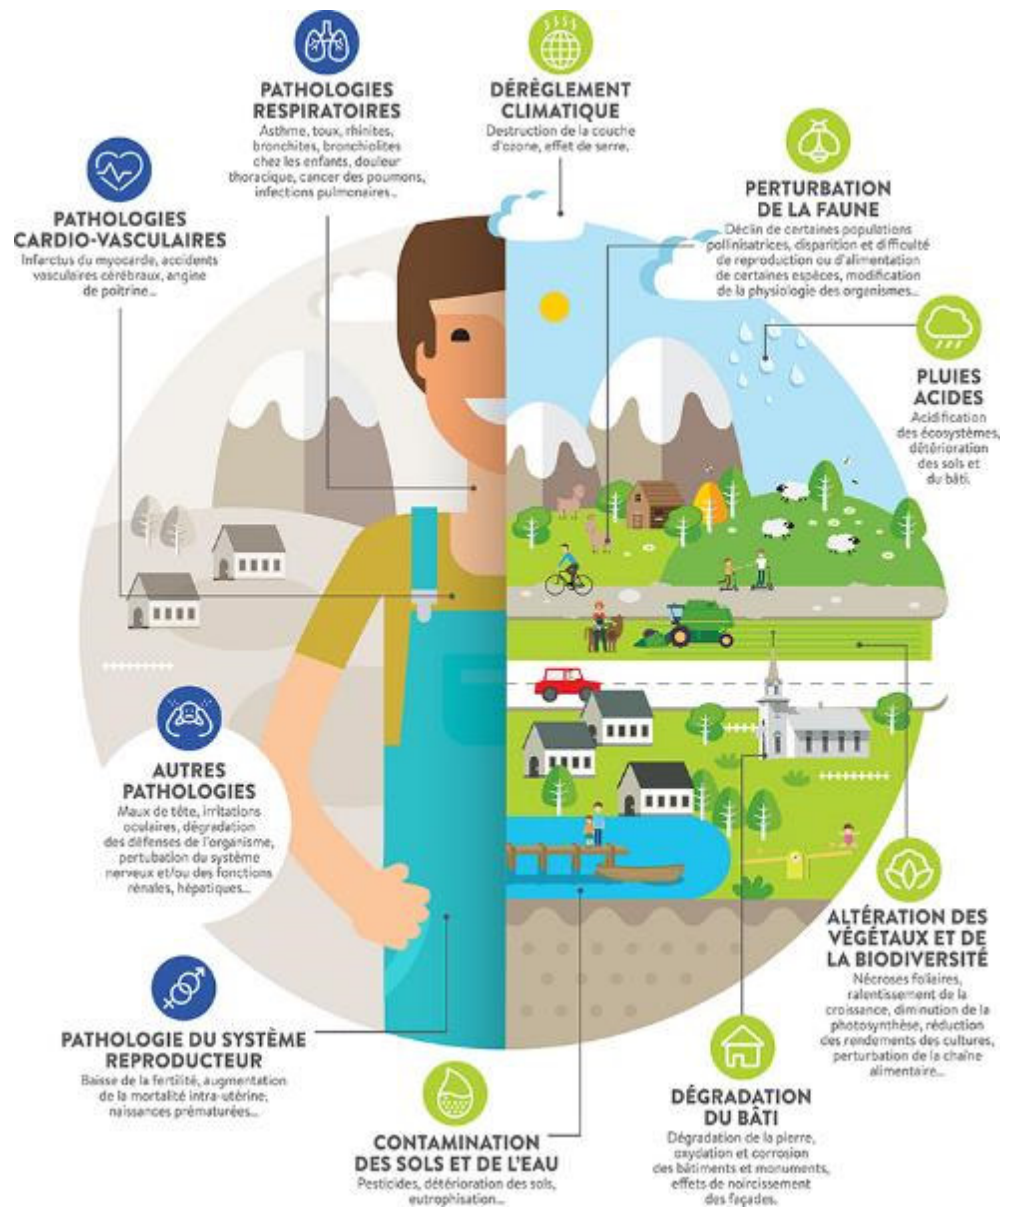 PATHOLOGIES
RESPIRATOIRES
Asthme, toux, rhinites,
bronchites, bronchiolites
chez les enfants, douleur
thoracique, cancer des poumons,
infections pulmonaires...
DÉRÈGLEMENT
CLIMATIQUE
Destruction de la couche
d'ozone, effet de serre.
PATHOLOGIES
CARDIO-VASCULAIRES
Infarctus du myocarde, accidents
vasculaires cérébraux, angine
de poitrine...
PERTURBATION
DE LA FAUNE
Déclin de certaines populations
pollinisatrices, disparition et difficulté
de reproduction ou d'alimentation
de certaines espèces, modification
de la physiologie des organismes...
PLUIES
ACIDES
Acidification
des écosystèmes,
détérioration
des sols et
du bâti.
AUTRES
PATHOLOGIES
Maux de tête, irritations
oculaires, dégradation
des défenses de l'organisme,
pertubation du système
nerveux et/ou des fonctions
rénales, hépatiques...
ALTÉRATION DES
VÉGÉTAUX ET DE
LA BIODIVERSITÉ
Nécroses foliaires,
ralentissement de la
croissance, diminution de la
photosynthèse, réduction
des rendements des cultures,
perturbation de la chaîne
alimentaire...
PATHOLOGIE DU SYSTÈME
REPRODUCTEUR
Baisse de la fertilité, augmentation
de la mortalité intra-utérine,
naissances prématurées...
CONTAMINATION
DES SOLS ET DE L'EAU
Pesticides, détérioration des sols,
eutrophisation...
DÉGRADATION
DU BÂTI
Dégradation de la pierre,
oxydation et corrosion
des bâtiments et monuments,
effets de noircissement
des façades.